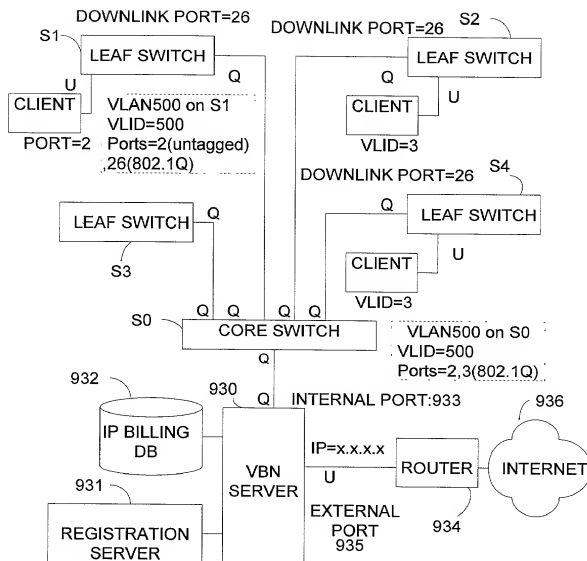 DOWNLINK PORT=26
S1
LEAF SWITCH
U
Q
CLIENT
PORT=2
VLAN500 on S1
VLID=500
Ports=2(untagged)
,26(802.1Q)
DOWNLINK PORT=26
S2
LEAF SWITCH
Q
U
CLIENT
VLID=3
DOWNLINK PORT=26
S4
LEAF SWITCH
Q
U
CLIENT
VLID=3
LEAF SWITCH
Q
S3
S0
Q Q Q Q
CORE SWITCH
Q
VLAN500 on S0
VLID=500
Ports=2,3(802.1Q)
932
IP BILLING
DB
930
Q
INTERNAL PORT:933
VBN
SERVER
IP=x.x.x.x
U
ROUTER
934
936
INTERNET
EXTERNAL
PORT
935
931
REGISTRATION
SERVER